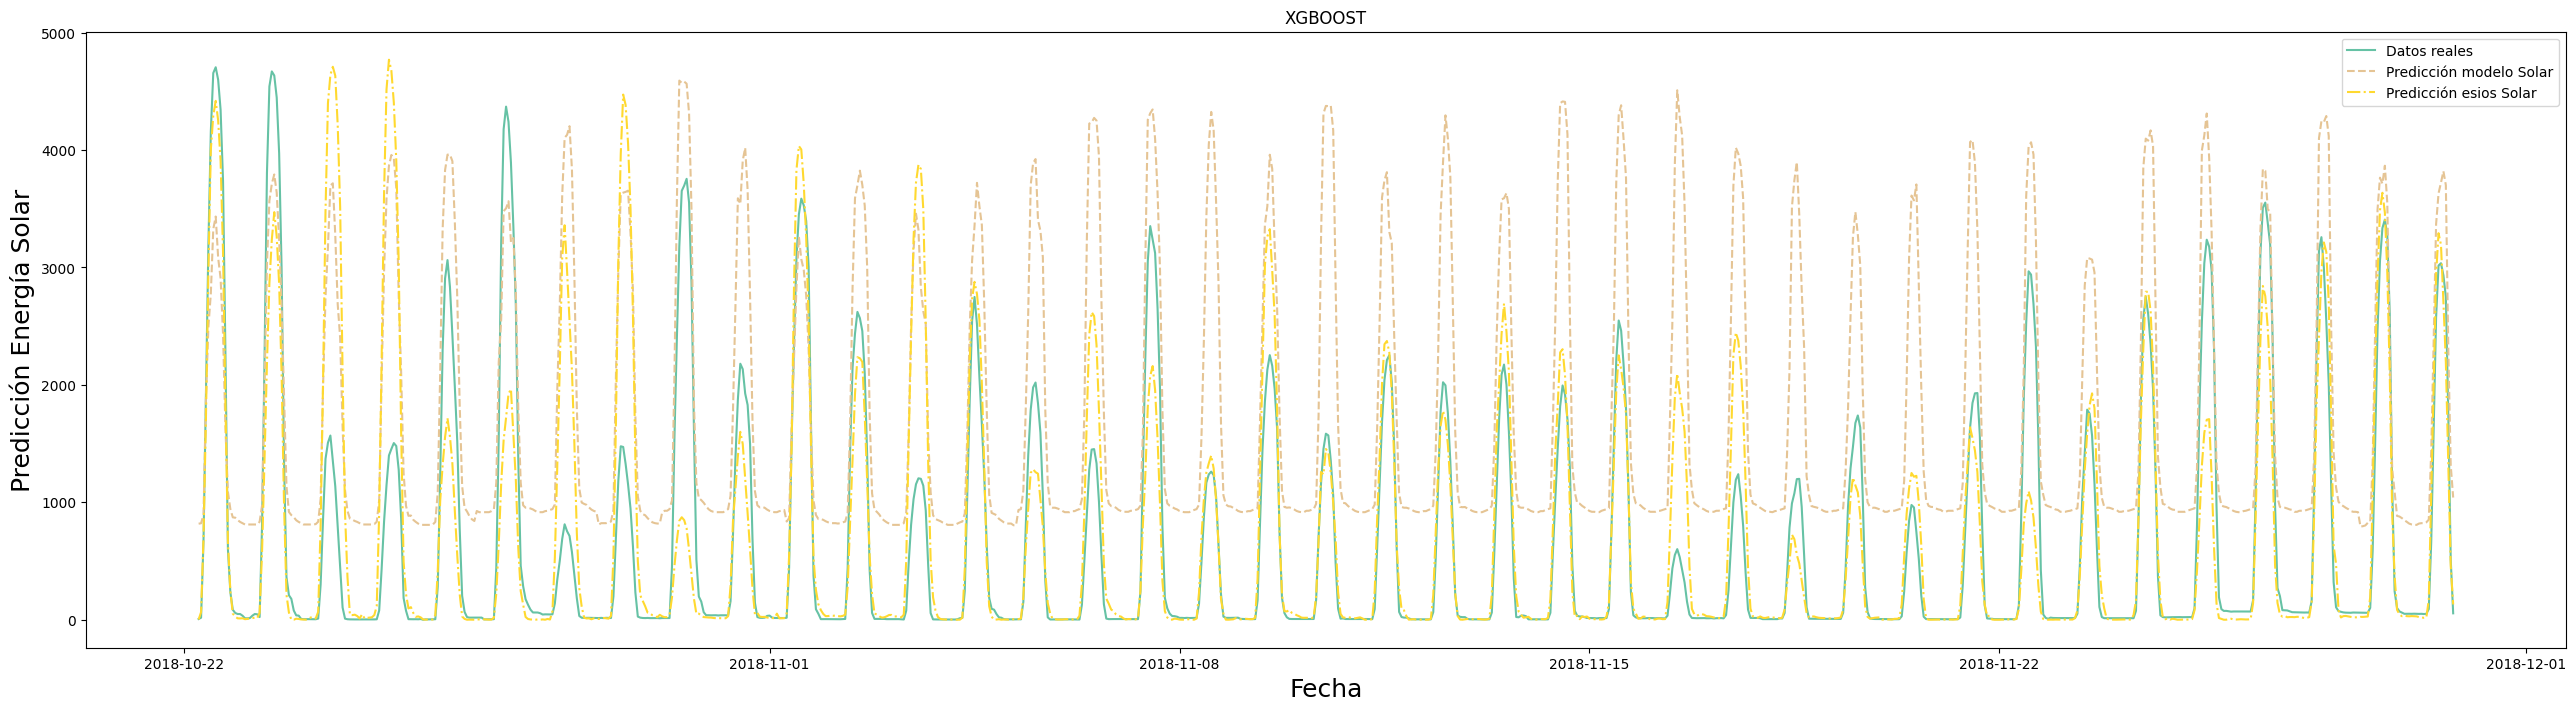 XGBOOST
5000
4000
3000
2000
1000
0
Predicción Energía Solar
Datos reales
Predicción modelo Solar
Predicción esios Solar
2018-10-22
2018-11-01
2018-11-08
2018-11-15
2018-11-22
2018-12-01
Fecha